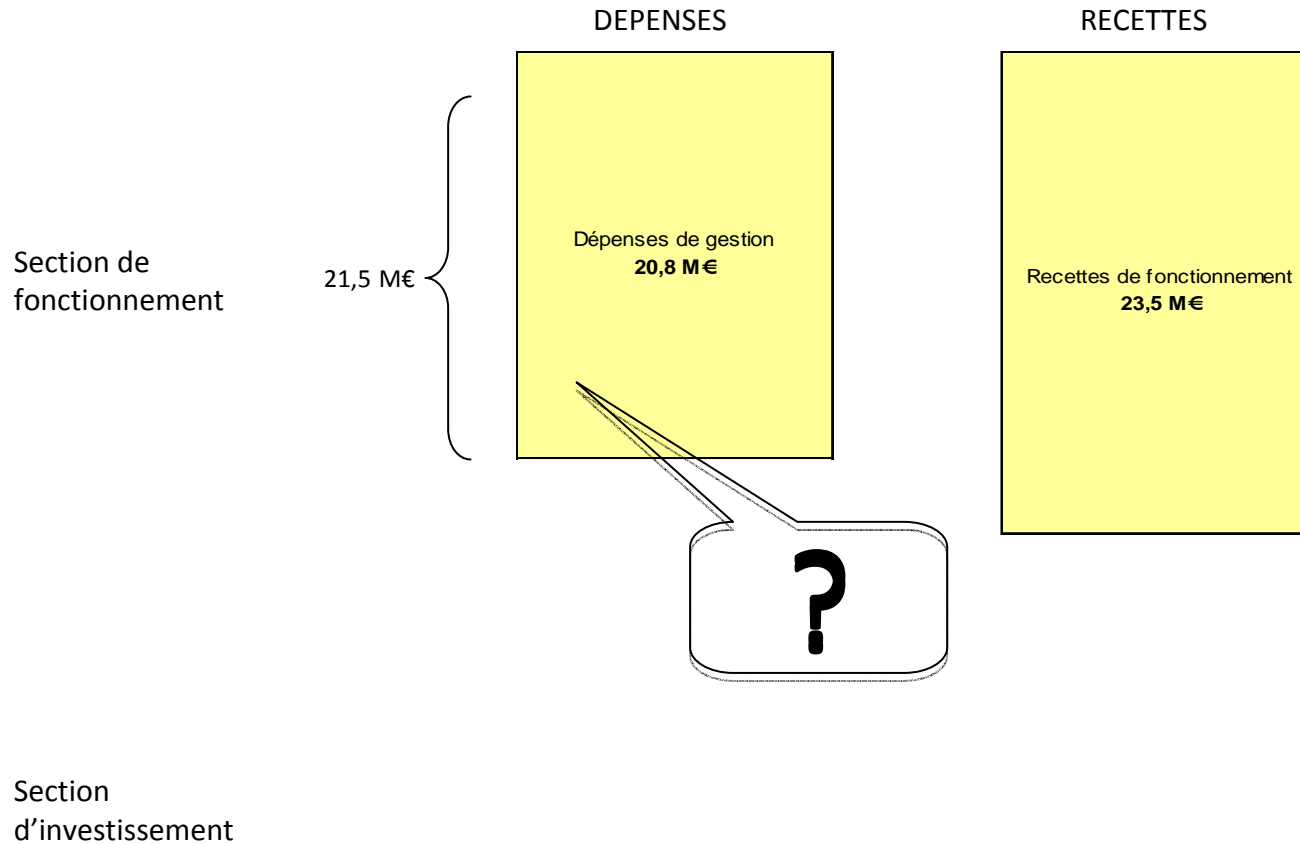 DEPENSES
RECETTES
Section de
fonctionnement
21,5 M€
Dépenses de gestion
20,8 M€
Recettes de fonctionnement
23,5 M€
?
Section
d’investissement